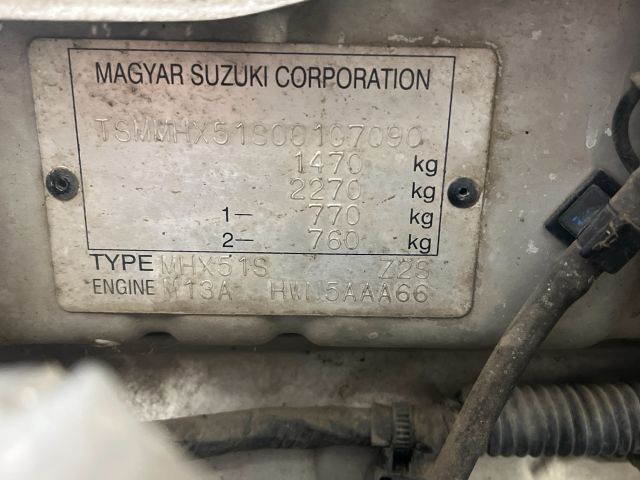 MAGYAR SUZUKI CORPORATION
TSMMHX51S00107090
1470 kg
2270 kg
1— 770 kg
2— 760 kg
TYPE MHX51S Z2S
ENGINE M13A HWN5AAA66